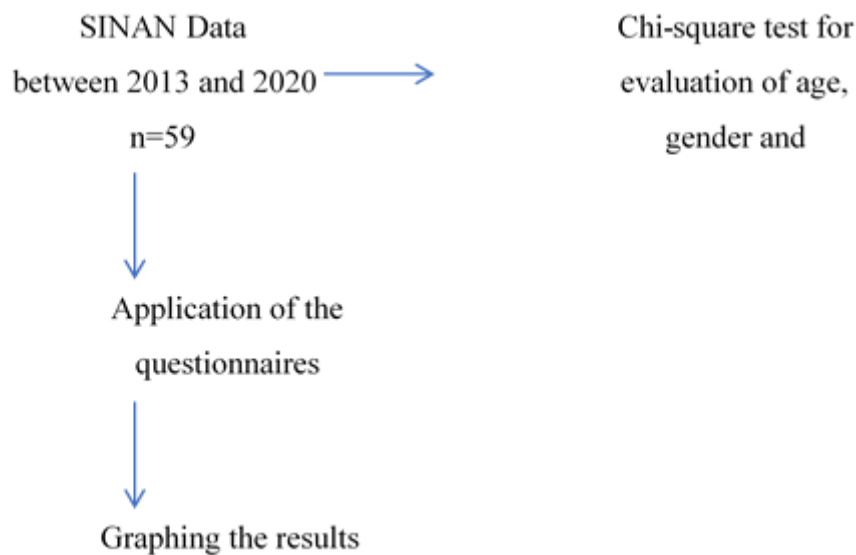 SINAN Data
between 2013 and 2020
n=59
Chi-square test for
evaluation of age,
gender and
Application of the
questionnaires
Graphing the results